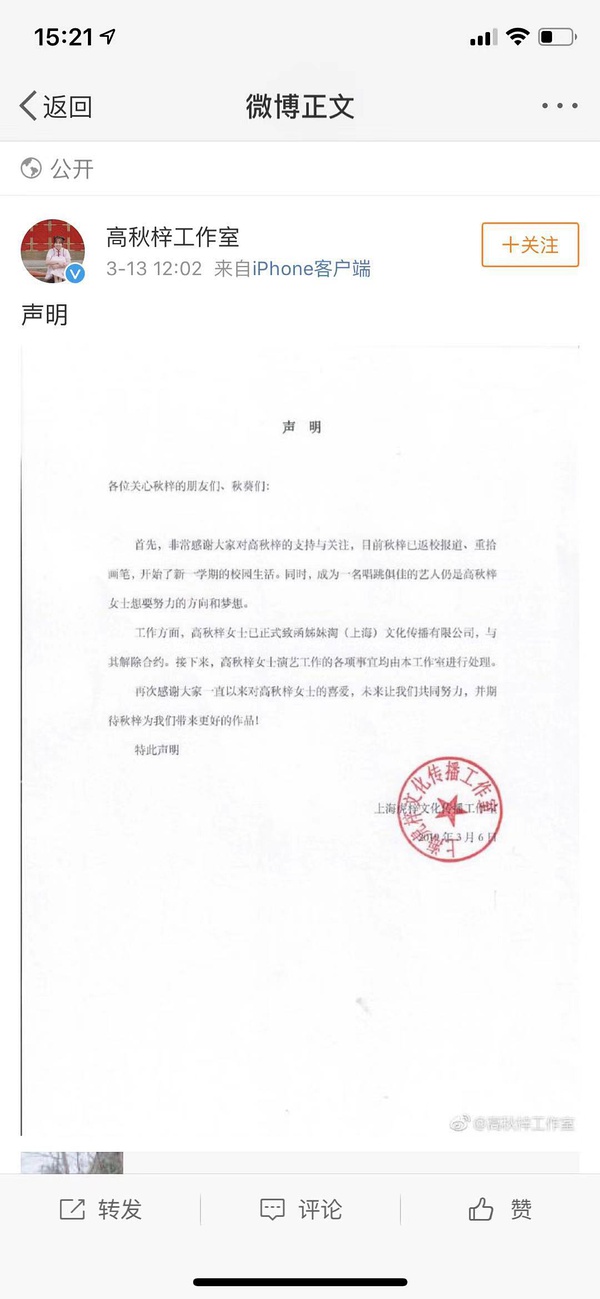 15:21
返回
微博正文
公开
高秋梓工作室
3-13 12:02 来自iPhone客户端
十关注
声明
声 明
各位关心秋梓的朋友们、秋葵们：
首先，非常感谢大家对高秋梓的支持与关注，目前秋梓已返校报道、重拾
画笔，开始了新一学期的校园生活。同时，成为一名唱跳俱佳的艺人仍是高秋梓
女士想要努力的方向和梦想。
工作方面，高秋梓女士已正式致函姊妹淘（上海）文化传播有限公司，与
其解除合约。接下来，高秋梓女士演艺工作的各项事宜均由本工作室进行处理。
再次感谢大家一直以来对高秋梓女士的喜爱，未来让我们共同努力，并期
待秋梓为我们带来更好的作品！
特此声明
上海虎梓文化传播工作室
2019年3月6日
@高秋梓工作室
转发
评论
赞